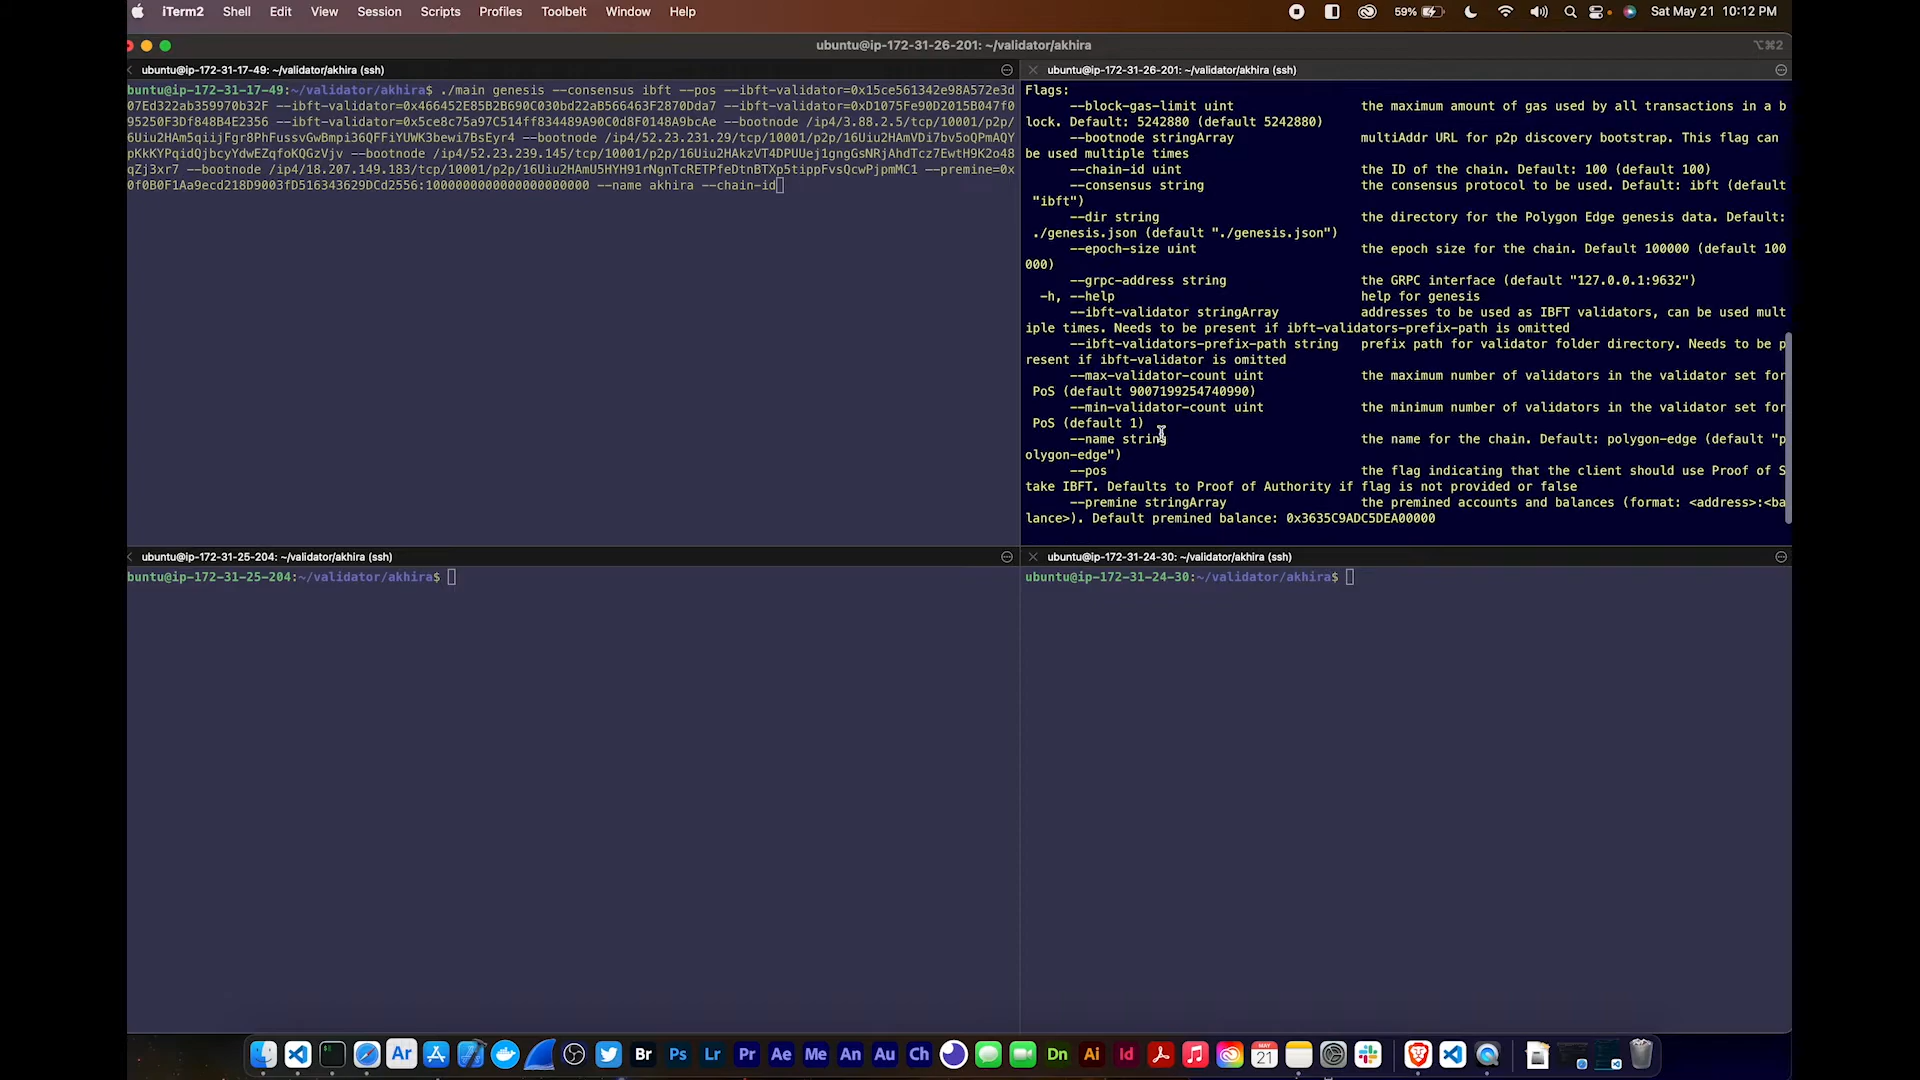 iTerm2 Shell Edit View Session Scripts Profiles Toolbelt Window Help 59% Sat May 21 10:12 PM
ubuntu@ip-172-31-26-201: ~/validator/akhira ⌥⌘2
ubuntu@ip-172-31-17-49: ~/validator/akhira (ssh)
buntu@ip-172-31-17-49:~/validator/akhira$ ./main genesis --consensus ibft --pos --ibft-validator=0x15ce561342e98A572e3d
07Ed322ab359970b32F --ibft-validator=0x466452E85B2B690C030bd22aB566463F2870Dda7 --ibft-validator=0xD1075Fe90D2015B047f0
95250F3Df848B4E2356 --ibft-validator=0x5ce8c75a97C514ff834489A90C0d8F0148A9bcAe --bootnode /ip4/3.88.2.5/tcp/10001/p2p/
6Uiu2HAm5qiijFgr8PhFussvGwBmpi36QFFiYUWK3bewi7BsEyr4 --bootnode /ip4/52.23.231.29/tcp/10001/p2p/16Uiu2HAmVDi7bv5oQPmAQY
pKkKYPqidQjbcyYdwEZqfoKQGzVjv --bootnode /ip4/52.23.239.145/tcp/10001/p2p/16Uiu2HAkzVT4DPUUej1gngGsNRjAhdTcz7EwtH9K2o48
qZj3xr7 --bootnode /ip4/18.207.149.183/tcp/10001/p2p/16Uiu2HAmU5HYH91rNgnTcRETPfeDtnBTXp5tippFvsQcwPjpmMC1 --premine=0x
0f0B0F1Aa9ecd218D9003fD516343629DCd2556:1000000000000000000000 --name akhira --chain-id
ubuntu@ip-172-31-26-201: ~/validator/akhira (ssh)
Flags:
--block-gas-limit uint the maximum amount of gas used by all transactions in a b
lock. Default: 5242880 (default 5242880)
--bootnode stringArray multiAddr URL for p2p discovery bootstrap. This flag can
be used multiple times
--chain-id uint the ID of the chain. Default: 100 (default 100)
--consensus string the consensus protocol to be used. Default: ibft (default
"ibft")
--dir string the directory for the Polygon Edge genesis data. Default:
./genesis.json (default "./genesis.json")
--epoch-size uint the epoch size for the chain. Default 100000 (default 100
000)
--grpc-address string the GRPC interface (default "127.0.0.1:9632")
-h, --help help for genesis
--ibft-validator stringArray addresses to be used as IBFT validators, can be used mult
iple times. Needs to be present if ibft-validators-prefix-path is omitted
--ibft-validators-prefix-path string prefix path for validator folder directory. Needs to be p
resent if ibft-validator is omitted
--max-validator-count uint the maximum number of validators in the validator set for
PoS (default 9007199254740990)
--min-validator-count uint the minimum number of validators in the validator set for
PoS (default 1)
--name string the name for the chain. Default: polygon-edge (default "p
olygon-edge")
--pos the flag indicating that the client should use Proof of S
take IBFT. Defaults to Proof of Authority if flag is not provided or false
--premine stringArray the premined accounts and balances (format: <address>:<ba
lance>). Default premined balance: 0x3635C9ADC5DEA00000
ubuntu@ip-172-31-25-204: ~/validator/akhira (ssh)
buntu@ip-172-31-25-204:~/validator/akhira$
ubuntu@ip-172-31-24-30: ~/validator/akhira (ssh)
ubuntu@ip-172-31-24-30:~/validator/akhira$
Ar Br Ps Lr Pr Ae Me An Au Ch Dn Ai Id MAY 21